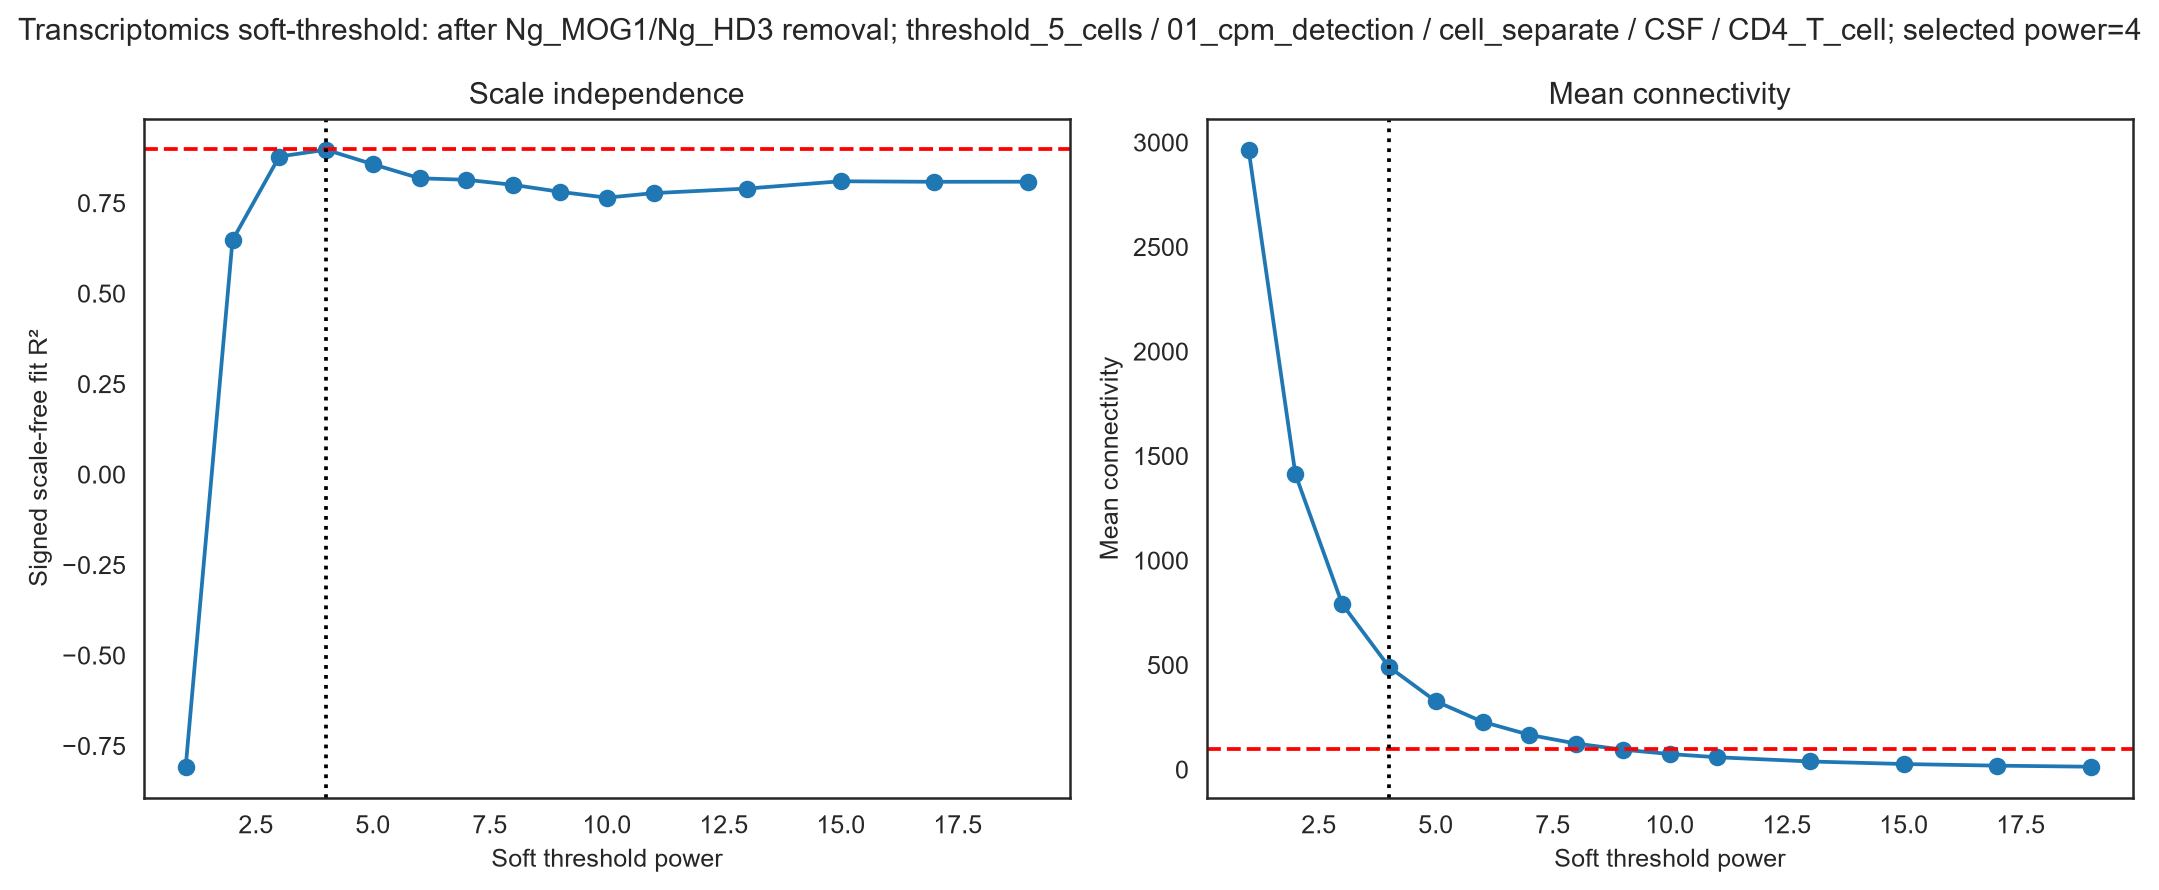 Transcriptomics soft-threshold: after Ng_MOG1/Ng_HD3 removal; threshold_5_cells / 01_cpm_detection / cell_separate / CSF / CD4_T_cell; selected power=4
Scale independence
Signed scale-free fit R²
0.75
0.50
0.25
0.00
−0.25
−0.50
−0.75
2.5 5.0 7.5 10.0 12.5 15.0 17.5
Soft threshold power
Mean connectivity
Mean connectivity
3000
2500
2000
1500
1000
500
0
2.5 5.0 7.5 10.0 12.5 15.0 17.5
Soft threshold power